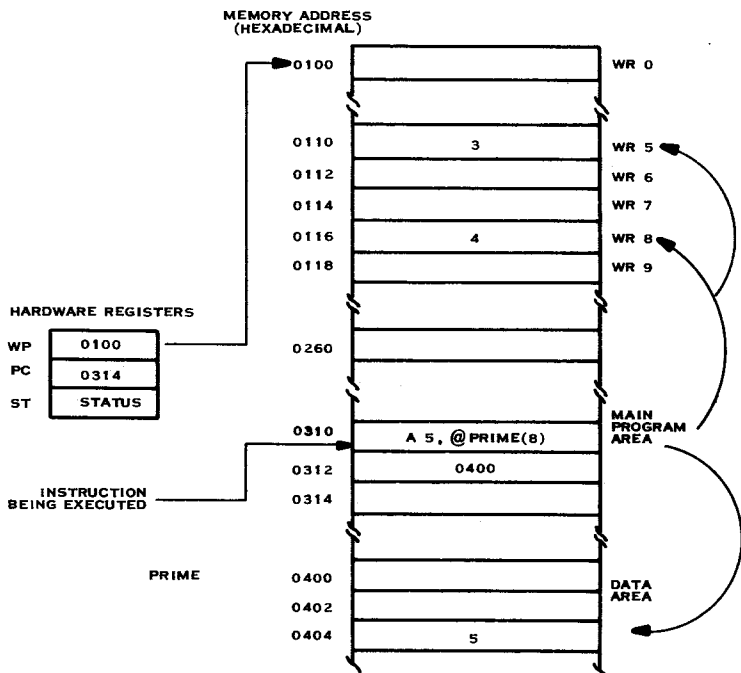 MEMORY ADDRESS
(HEXADECIMAL)
0100 WR 0
0110 3 WR 5
0112 WR 6
0114 WR 7
0116 4 WR 8
0118 WR 9
HARDWARE REGISTERS
WP 0100
PC 0314
ST STATUS
0260
0310 A 5, @PRIME(8)
MAIN
PROGRAM
AREA
0312 0400
0314
INSTRUCTION
BEING EXECUTED
PRIME
0400
DATA
AREA
0402
0404 5